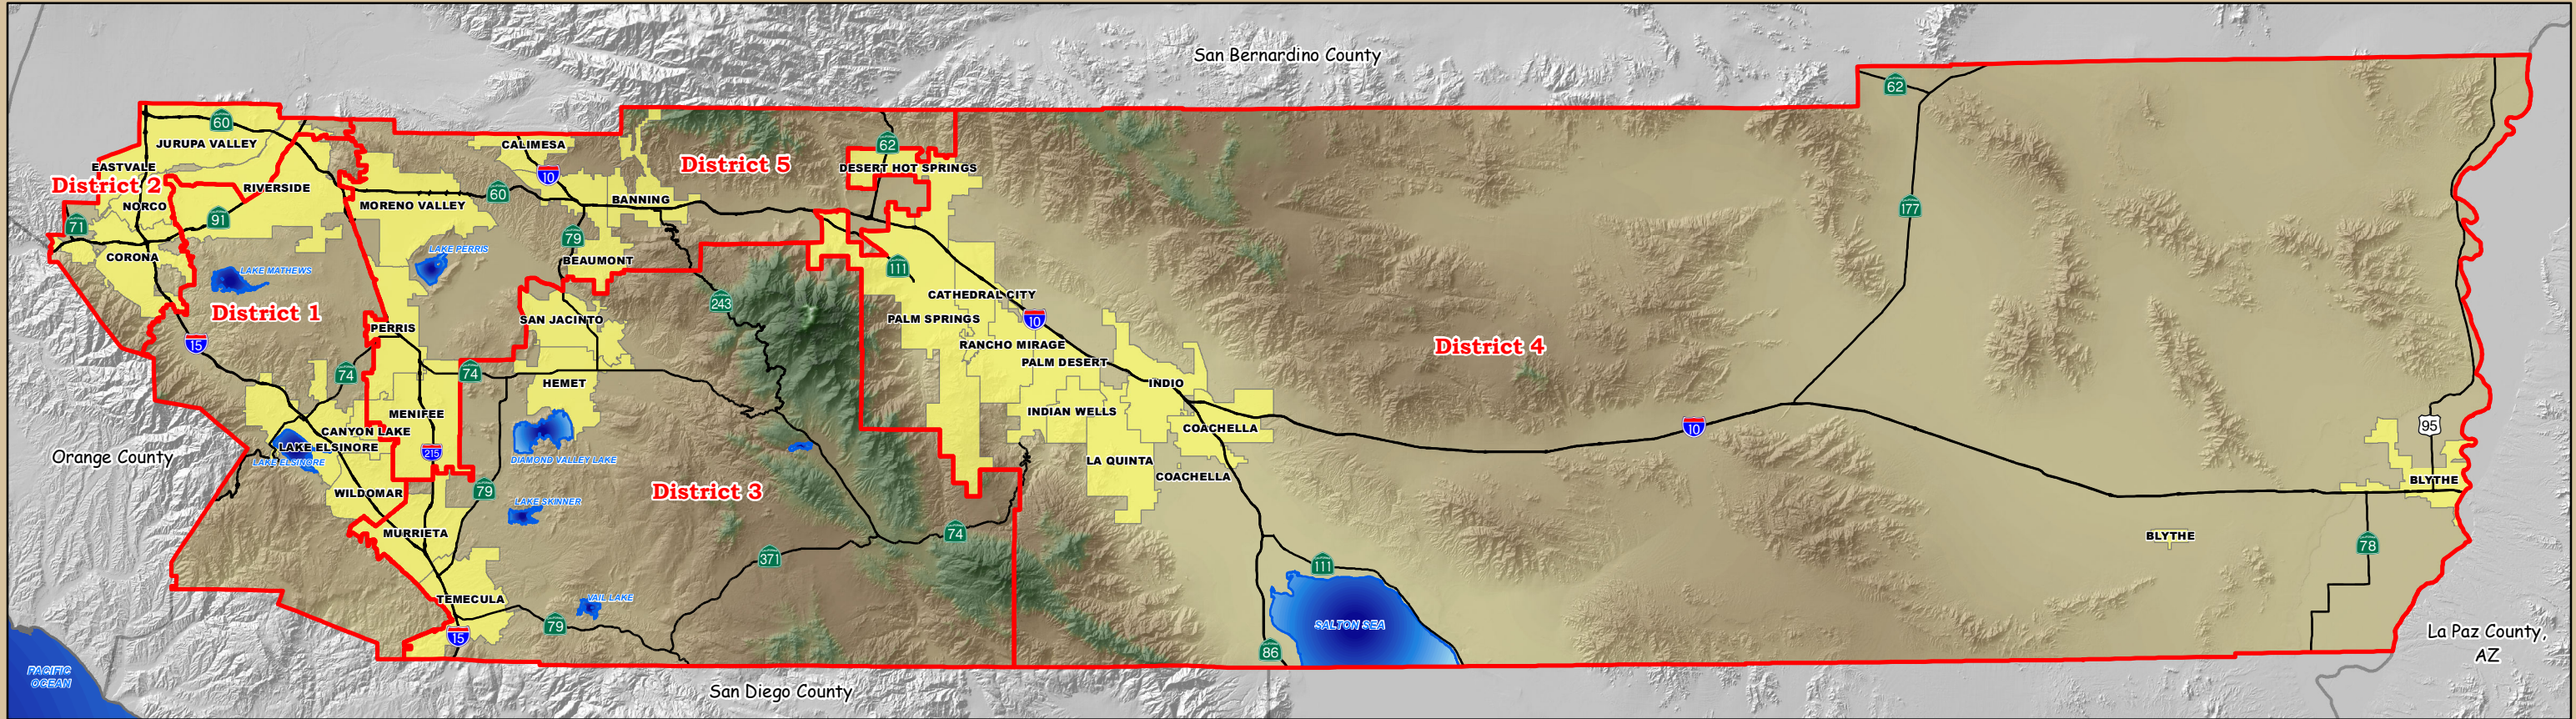 San Bernardino County
62
60
JURUPA VALLEY
CALIMESA
62
EASTVALE
District 5
DESERT HOT SPRINGS
10
District 2
RIVERSIDE
60
BANNING
NORCO
MORENO VALLEY
177
71
91
79
LAKE PERRIS
CORONA
BEAUMONT
111
LAKE MATHEWS
CATHEDRAL CITY
243
District 1
SAN JACINTO
PALM SPRINGS
10
PERRIS
15
RANCHO MIRAGE
District 4
PALM DESERT
74
74
HEMET
INDIO
MENIFEE
INDIAN WELLS
95
CANYON LAKE
COACHELLA
10
LAKE ELSINORE
215
Orange County
LAKE ELSINORE
DIAMOND VALLEY LAKE
LA QUINTA
COACHELLA
BLYTHE
WILDOMAR
79
District 3
LAKE SKINNER
MURRIETA
74
BLYTHE
78
371
111
TEMECULA
VAIL LAKE
79
SALTON SEA
15
86
La Paz County,
AZ
PACIFIC
OCEAN
San Diego County